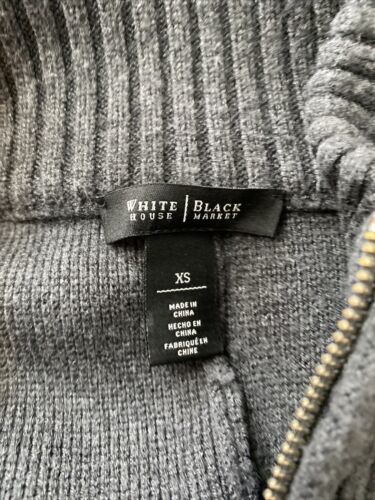 WHITE | BLACK
HOUSE | MARKET
XS
MADE IN
CHINA
HECHO EN
CHINA
FABRIQUÉ EN
CHINE